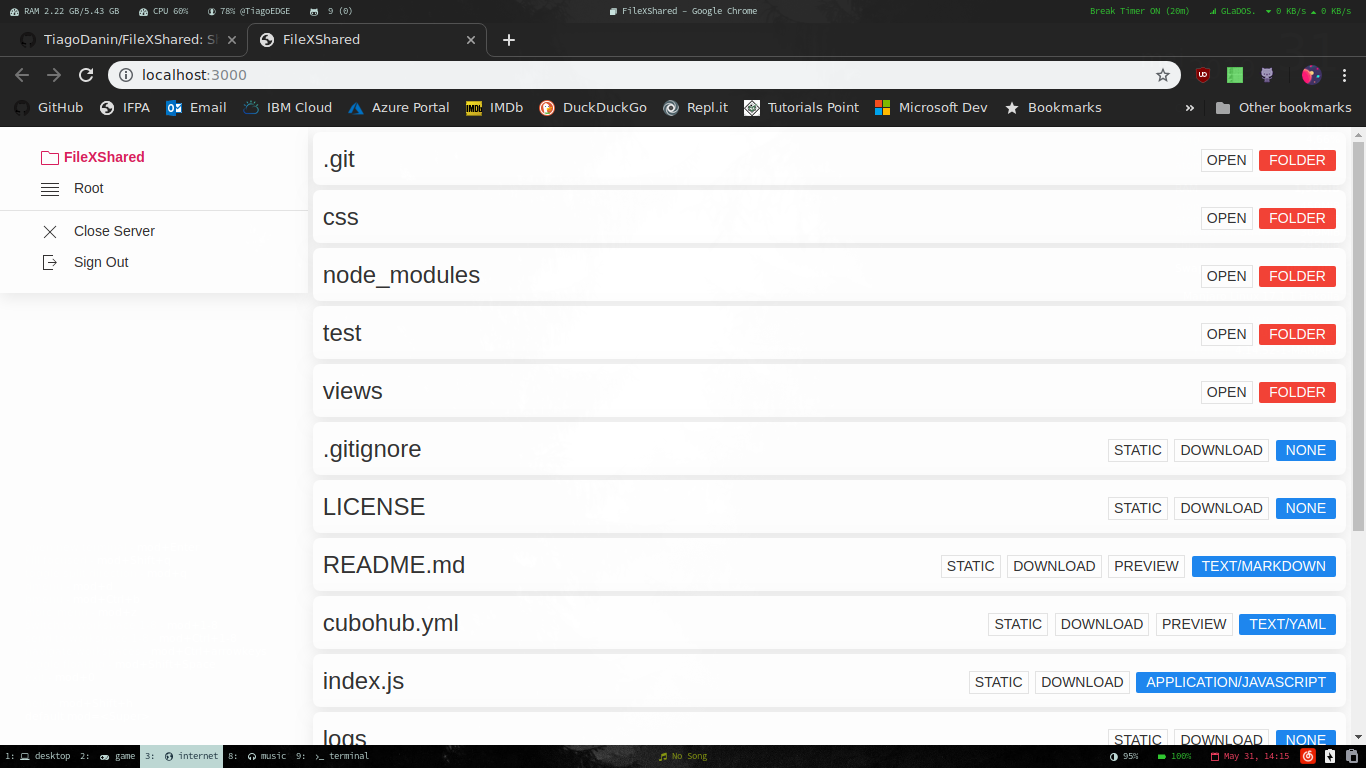 RAM 2.22 GB/5.43 GB CPU 60% 78% @TiagoEDGE 9 (0) FileXShared - Google Chrome Break Timer ON (20m) GLaDOS. 0 KB/s 0 KB/s
TiagoDanin/FileXShared: S FileXShared
localhost:3000
GitHub IFPA Email IBM Cloud Azure Portal IMDb DuckDuckGo Repl.it Tutorials Point Microsoft Dev Bookmarks » Other bookmarks
FileXShared
Root
Close Server
Sign Out
.git OPEN FOLDER
css OPEN FOLDER
node_modules OPEN FOLDER
test OPEN FOLDER
views OPEN FOLDER
.gitignore STATIC DOWNLOAD NONE
LICENSE STATIC DOWNLOAD NONE
README.md STATIC DOWNLOAD PREVIEW TEXT/MARKDOWN
cubohub.yml STATIC DOWNLOAD PREVIEW TEXT/YAML
index.js STATIC DOWNLOAD APPLICATION/JAVASCRIPT
logs STATIC DOWNLOAD NONE
1: desktop 2: game 3: internet 8: music 9: terminal No Song 95% 100% May 31, 14:15